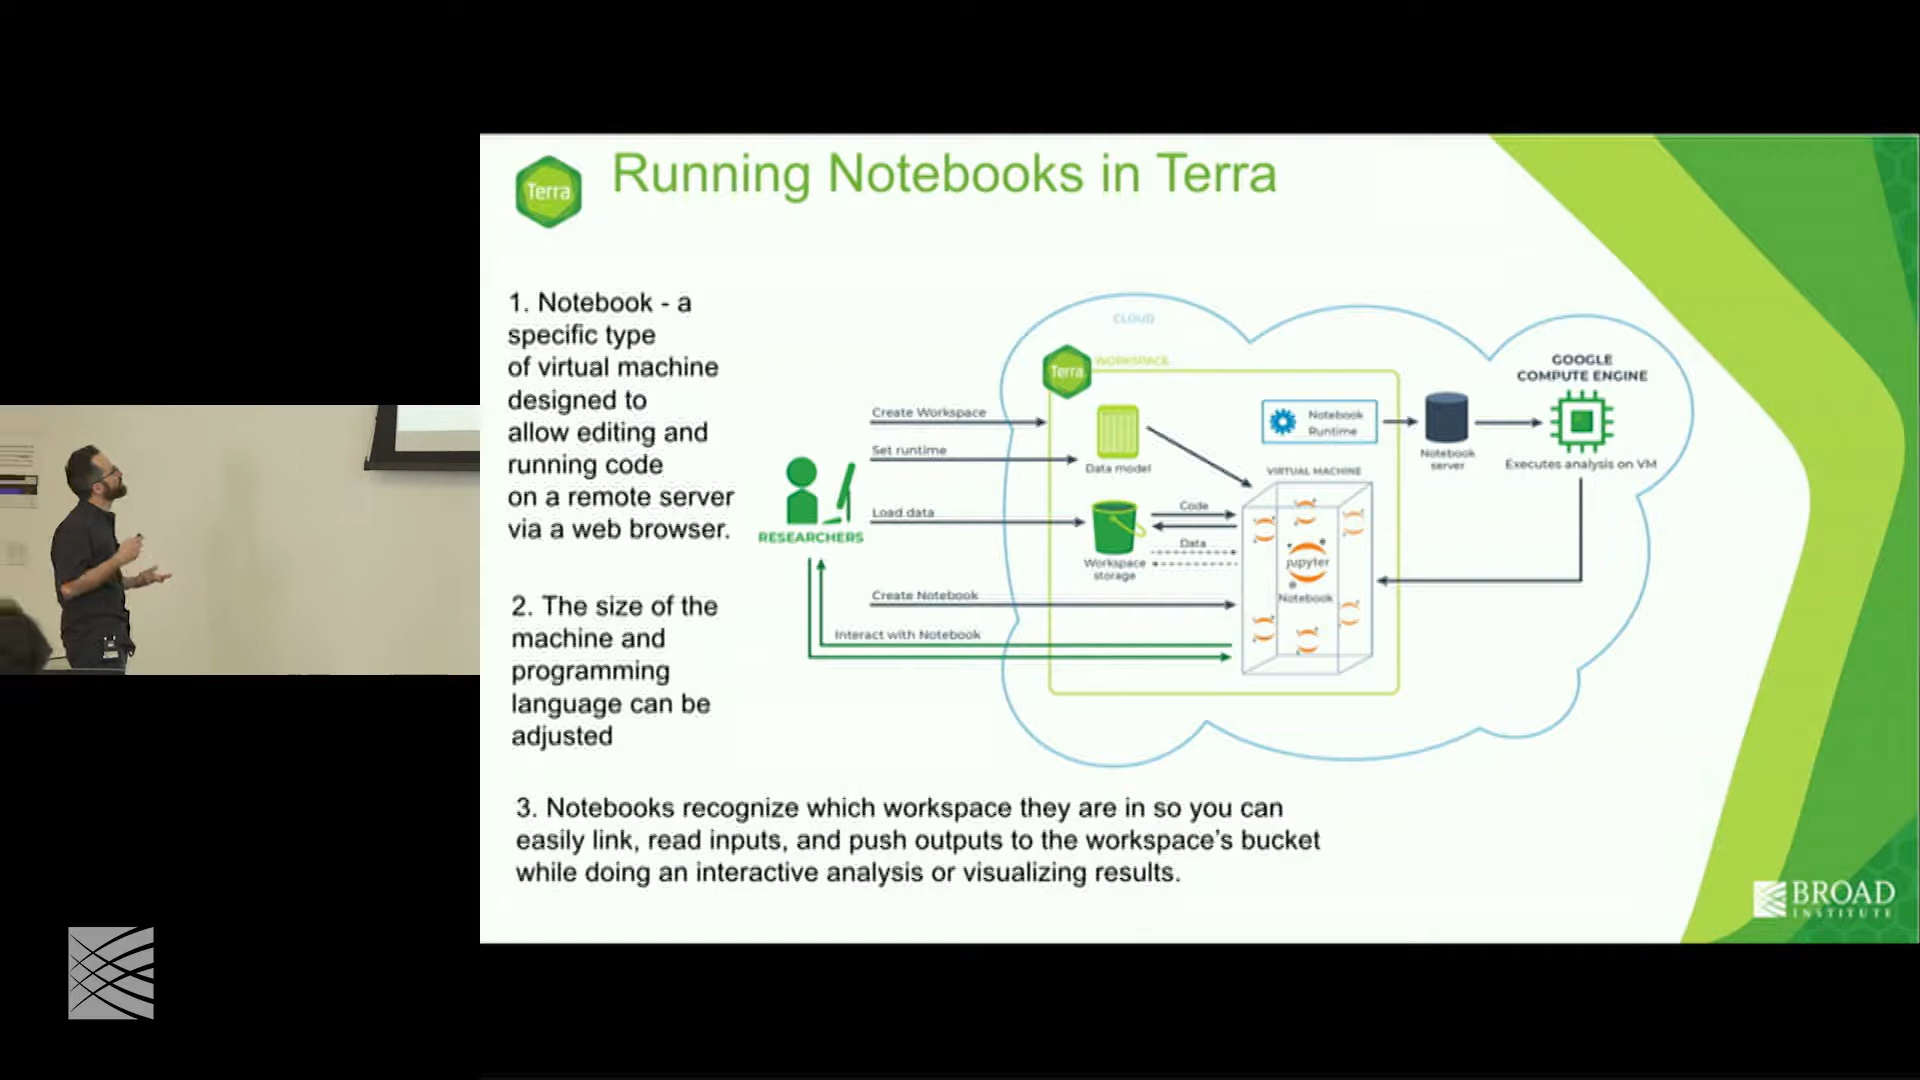 Terra
Running Notebooks in Terra
1. Notebook - a
specific type
of virtual machine
designed to
allow editing and
running code
on a remote server
via a web browser.
2. The size of the
machine and
programming
language can be
adjusted
CLOUD
Terra
WORKSPACE
GOOGLE
COMPUTE ENGINE
Create Workspace
Set runtime
Load data
RESEARCHERS
Create Notebook
Interact with Notebook
Data model
Notebook
Runtime
Notebook
server
Executes analysis on VM
VIRTUAL MACHINE
Code
Data
Workspace
storage
jupyter
Notebook
3. Notebooks recognize which workspace they are in so you can
easily link, read inputs, and push outputs to the workspace's bucket
while doing an interactive analysis or visualizing results.
BROAD
INSTITUTE